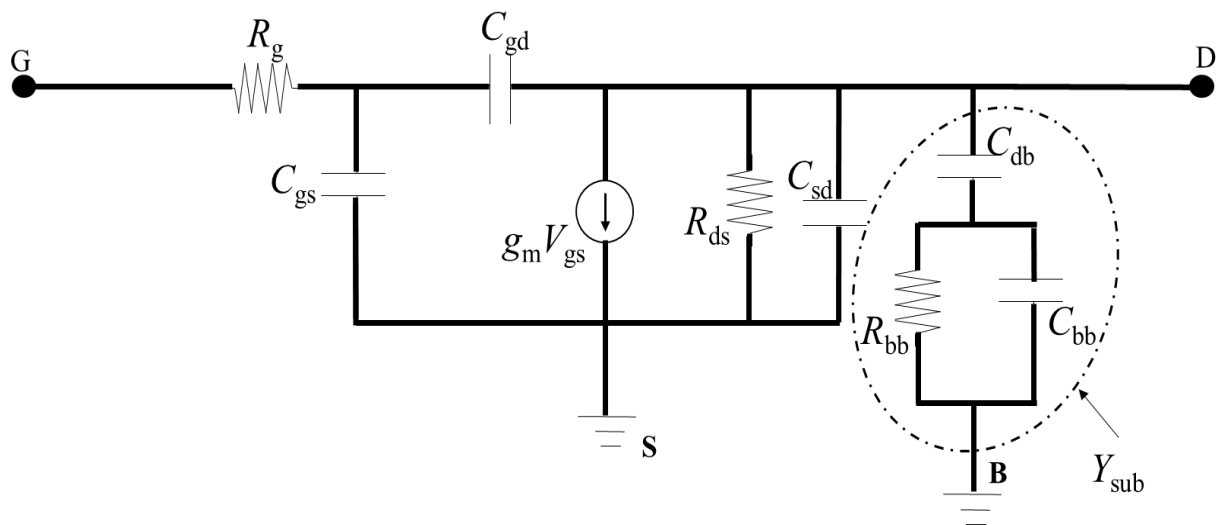 G
R_g
C_gd
D
C_gs
g_m V_gs
R_ds
C_sd
C_db
R_bb
C_bb
S
B
Y_sub